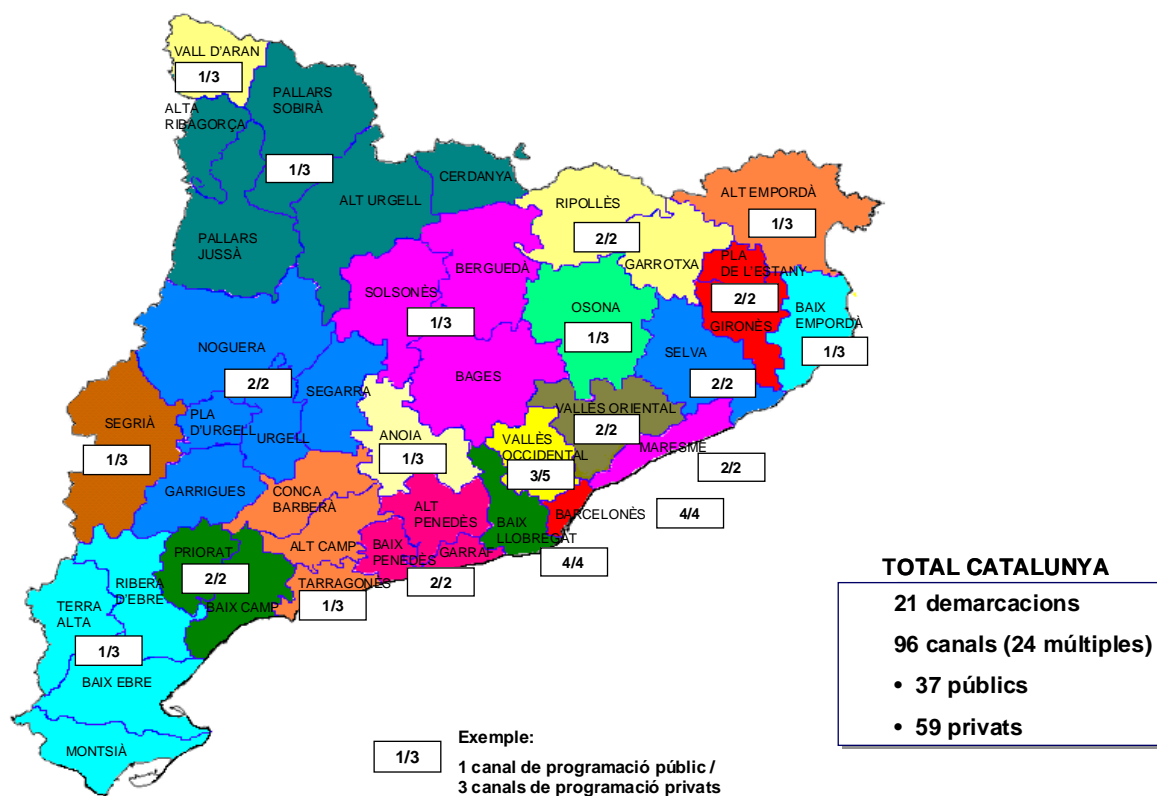 VALL D'ARAN
1/3
PALLARS
SOBIRÀ
ALTA
RIBAGORÇA
1/3
CERDANYA
ALT URGELL
PALLARS
JUSSÀ
RIPOLLÈS
2/2
GARROTXA
ALT EMPORDÀ
1/3
PLA
DE L'ESTANY
2/2
GIRONÈS
BAIX
EMPORDÀ
1/3
BERGUEDÀ
SOLSONÈS
1/3
BAGES
OSONA
1/3
SELVA
2/2
NOGUERA
2/2
SEGARRA
PLA
D'URGELL
URGELL
GARRIGUES
SEGRIÀ
1/3
ANOIA
1/3
VALLÈS ORIENTAL
2/2
VALLÈS
OCCIDENTAL
3/5
MARESME
2/2
BARCELONÈS
4/4
BAIX
LLOBREGAT
4/4
CONCA
BARBERÀ
ALT CAMP
TARRAGONÈS
1/3
ALT
PENEDÈS
BAIX
PENEDÈS
GARRAF
2/2
PRIORAT
2/2
BAIX CAMP
RIBERA
D'EBRE
TERRA
ALTA
1/3
BAIX EBRE
MONTSIÀ
TOTAL CATALUNYA
21 demarcacions
96 canals (24 múltiples)
• 37 públics
• 59 privats
Exemple:
1/3
1 canal de programació públic /
3 canals de programació privats